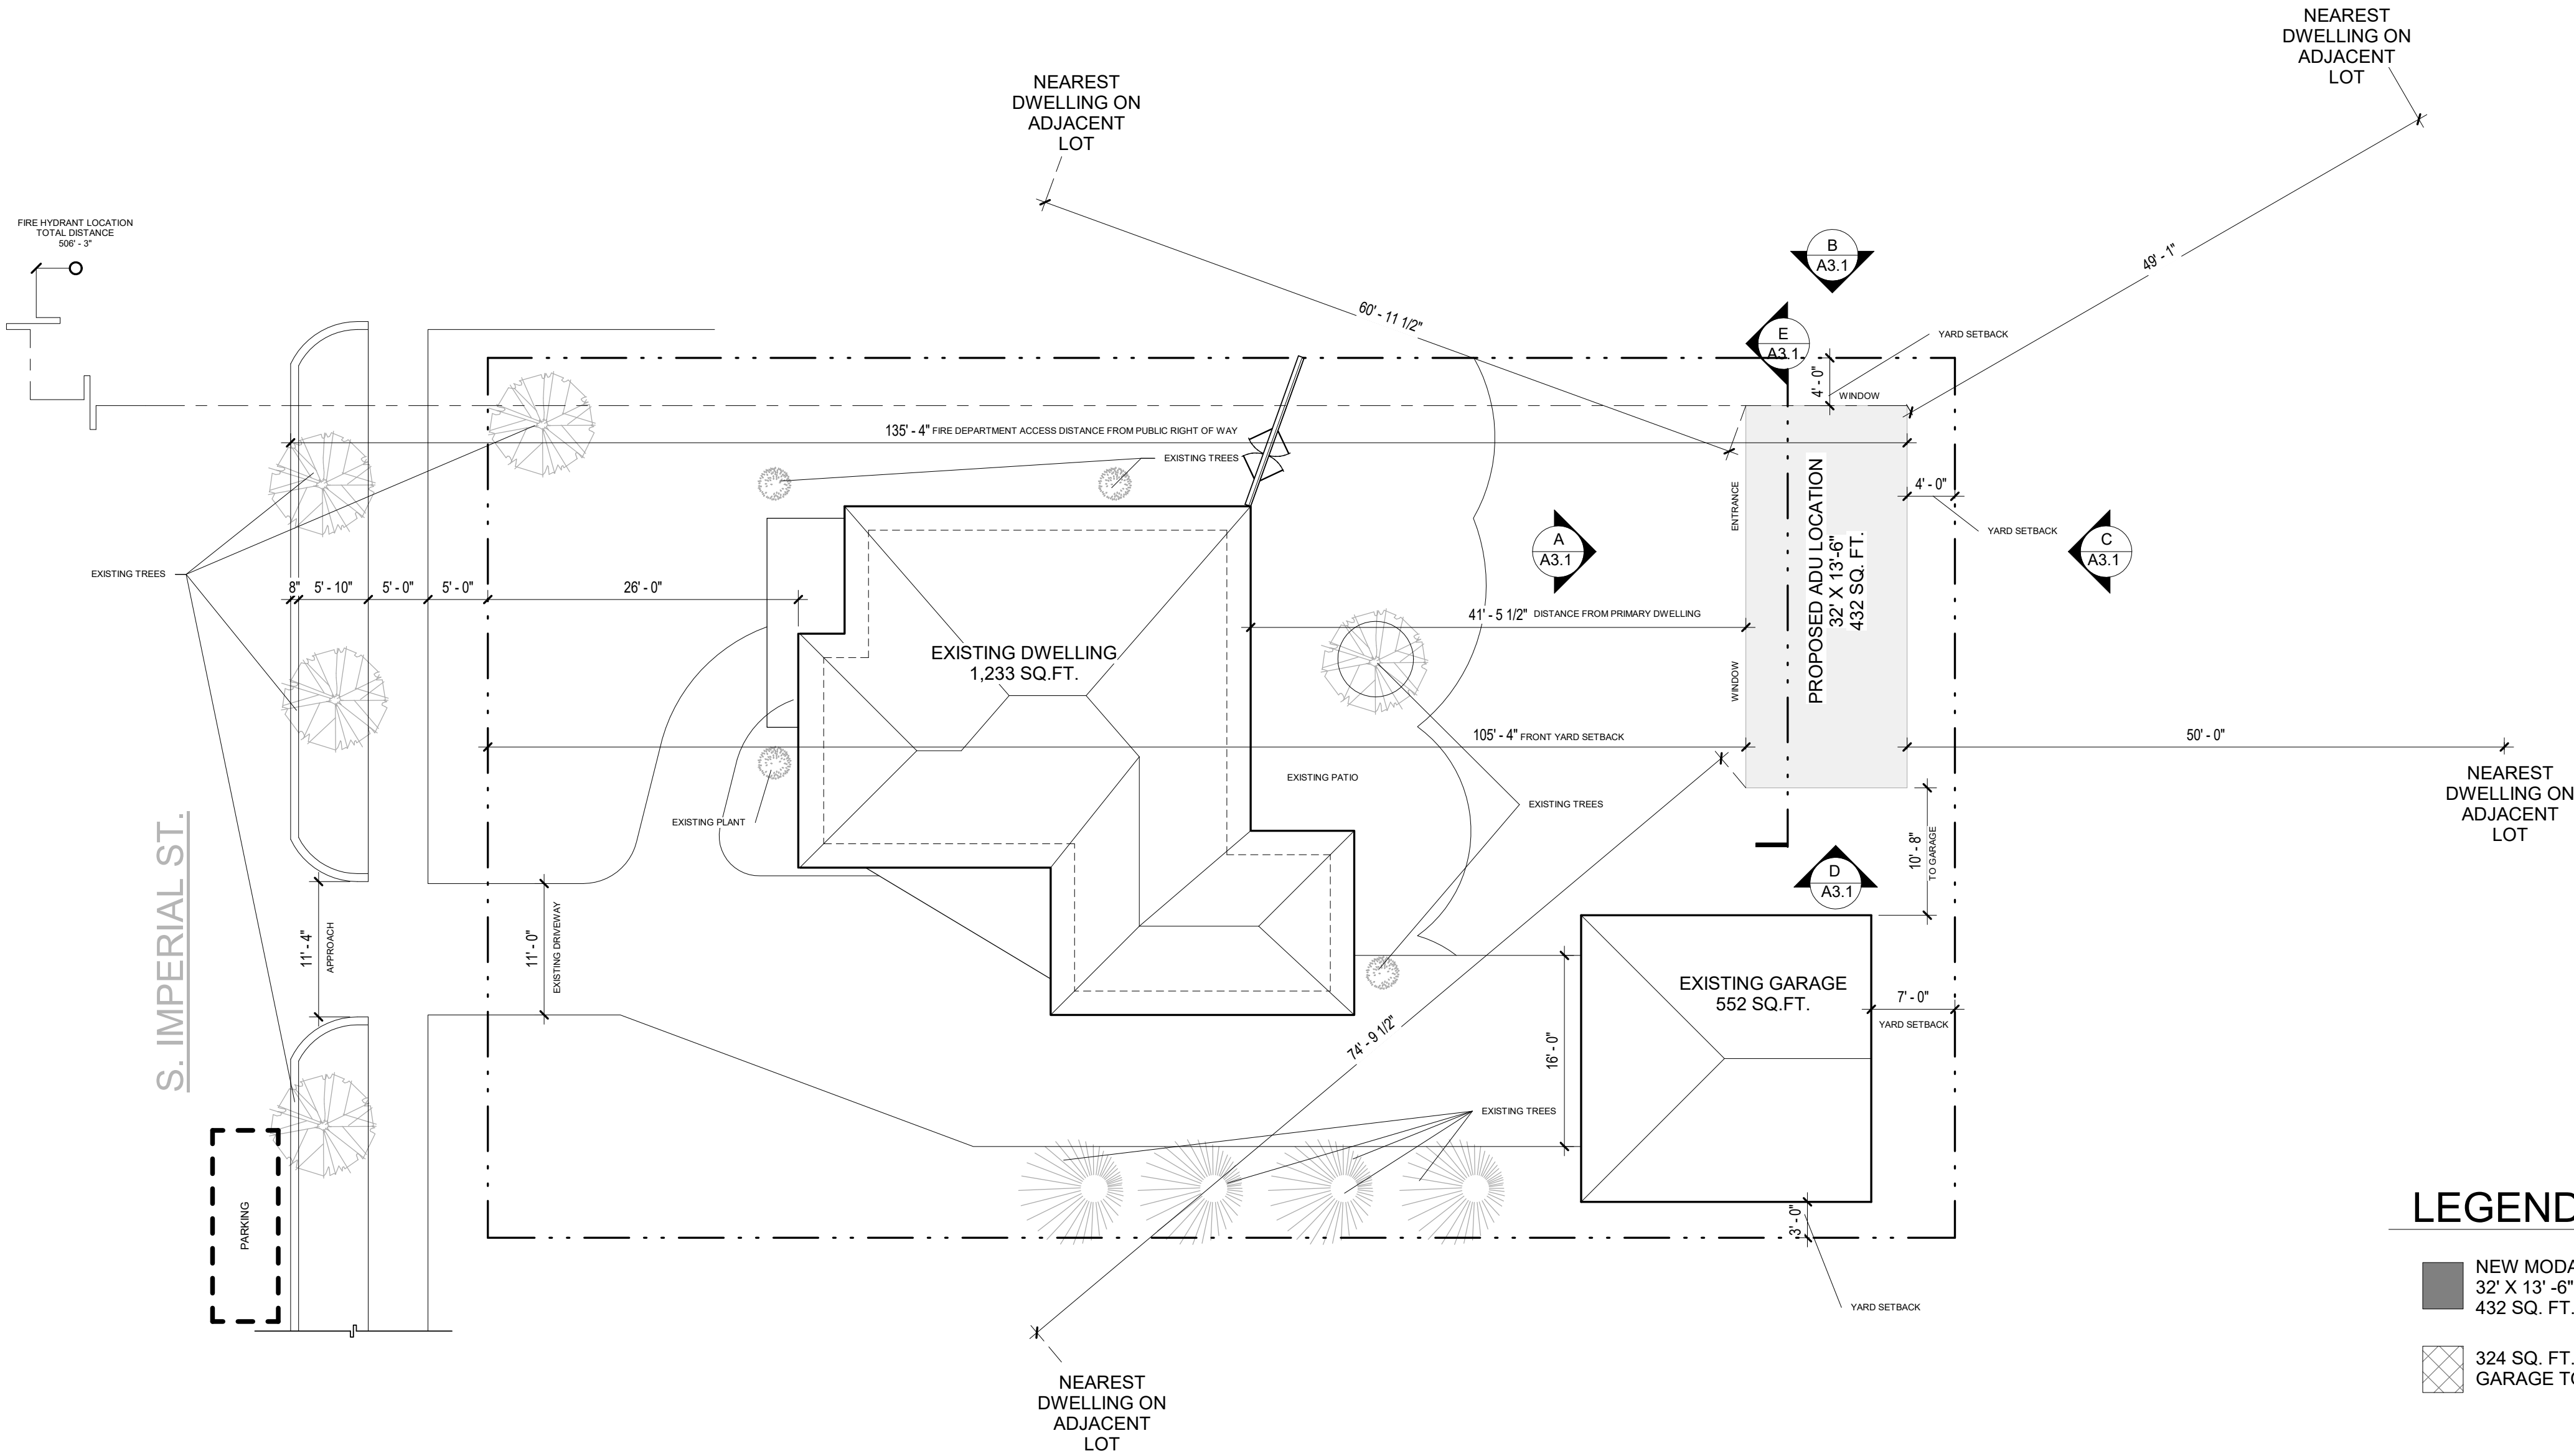 NEAREST
DWELLING ON
ADJACENT
LOT
NEAREST
DWELLING ON
ADJACENT
LOT
FIRE HYDRANT LOCATION
TOTAL DISTANCE
506' - 3"
B
A3.1
49' - 1"
60' - 11 1/2"
E
A3.1
YARD SETBACK
4' - 0"
WINDOW
135' - 4" FIRE DEPARTMENT ACCESS DISTANCE FROM PUBLIC RIGHT OF WAY
EXISTING TREES
ENTRANCE
PROPOSED ADU LOCATION
32' X 13'-6"
432 SQ. FT.
4' - 0"
YARD SETBACK
A
A3.1
C
A3.1
EXISTING TREES
8"
5' - 10"
5' - 0"
5' - 0"
26' - 0"
41' - 5 1/2" DISTANCE FROM PRIMARY DWELLING
EXISTING DWELLING
1,233 SQ.FT.
WINDOW
105' - 4" FRONT YARD SETBACK
50' - 0"
NEAREST
DWELLING ON
ADJACENT
LOT
EXISTING PATIO
EXISTING TREES
EXISTING PLANT
S. IMPERIAL ST.
10' - 8"
TO GARAGE
D
A3.1
11' - 4"
APPROACH
11' - 0"
EXISTING DRIVEWAY
EXISTING GARAGE
552 SQ.FT.
7' - 0"
YARD SETBACK
74' - 9 1/2"
16' - 0"
EXISTING TREES
PARKING
3' - 0"
YARD SETBACK
LEGEND
NEW MODA
32' X 13' -6"
432 SQ. FT.
324 SQ. FT.
GARAGE TO
NEAREST
DWELLING ON
ADJACENT
LOT